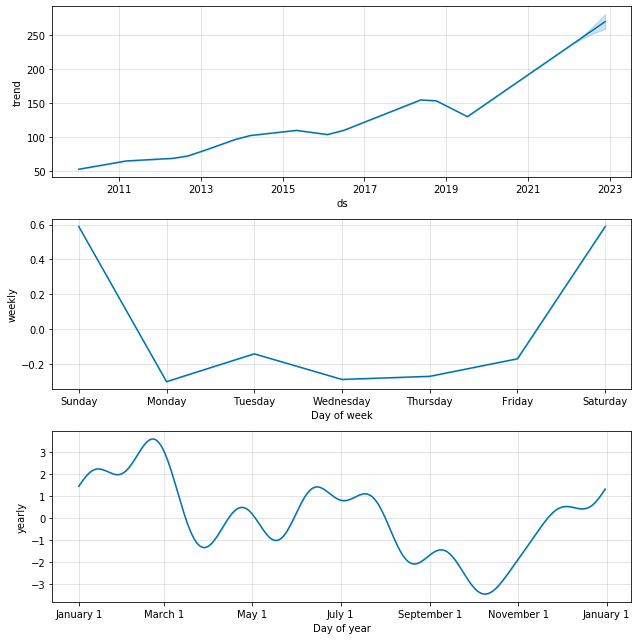 250
200
150
100
50
trend
2011 2013 2015 2017 2019 2021 2023
ds
0.6
0.4
0.2
0.0
−0.2
weekly
Sunday Monday Tuesday Wednesday Thursday Friday Saturday
Day of week
3
2
1
0
−1
−2
−3
yearly
January 1 March 1 May 1 July 1 September 1 November 1 January 1
Day of year